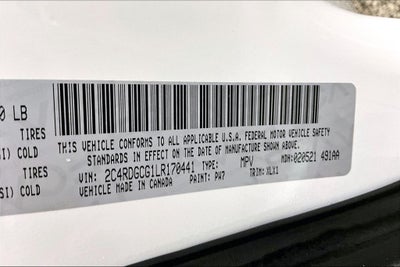 0 LB
TIRES
SI) COLD
TIRES
SI) COLD
THIS VEHICLE CONFORMS TO ALL APPLICABLE U.S.A. FEDERAL MOTOR VEHICLE SAFETY
STANDARDS IN EFFECT ON THE DATE OF MANUFACTURE SHOWN ABOVE.
VIN: 2C4RDGCG1LR170441 TYPE: MPV MDH: 020521 491AA
MADE IN CANADA PAINT: PW7 TRIM: XLX1